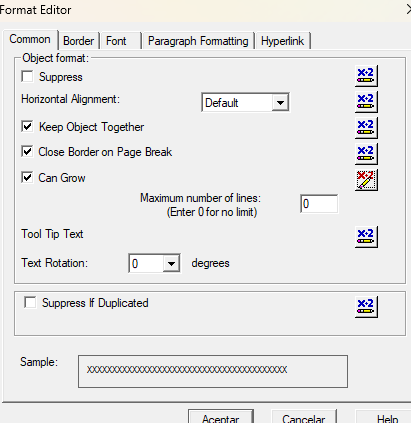 Format Editor
Common Border Font Paragraph Formatting Hyperlink
Object format:
Suppress
Horizontal Alignment: Default
Keep Object Together
Close Border on Page Break
Can Grow
Maximum number of lines: 0
(Enter 0 for no limit)
Tool Tip Text
Text Rotation: 0 degrees
Suppress If Duplicated
Sample:
Aceptar Cancelar Help